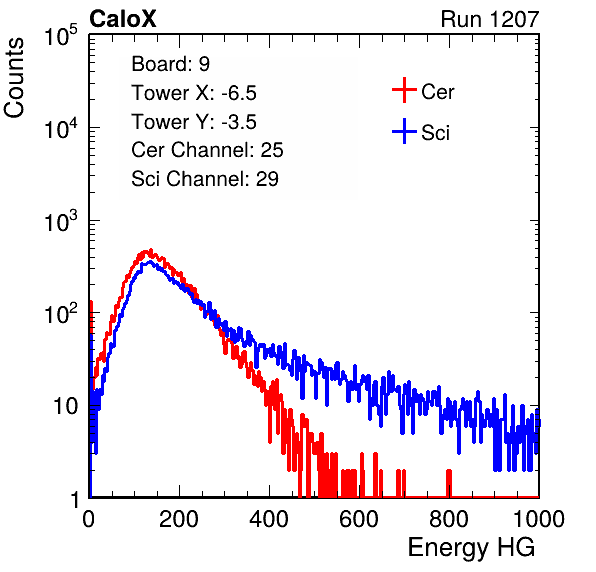 CaloX
Run 1207
Counts
10^5
10^4
10^3
10^2
10
1
Board: 9
Tower X: -6.5
Tower Y: -3.5
Cer Channel: 25
Sci Channel: 29
Cer
Sci
0 200 400 600 800 1000
Energy HG